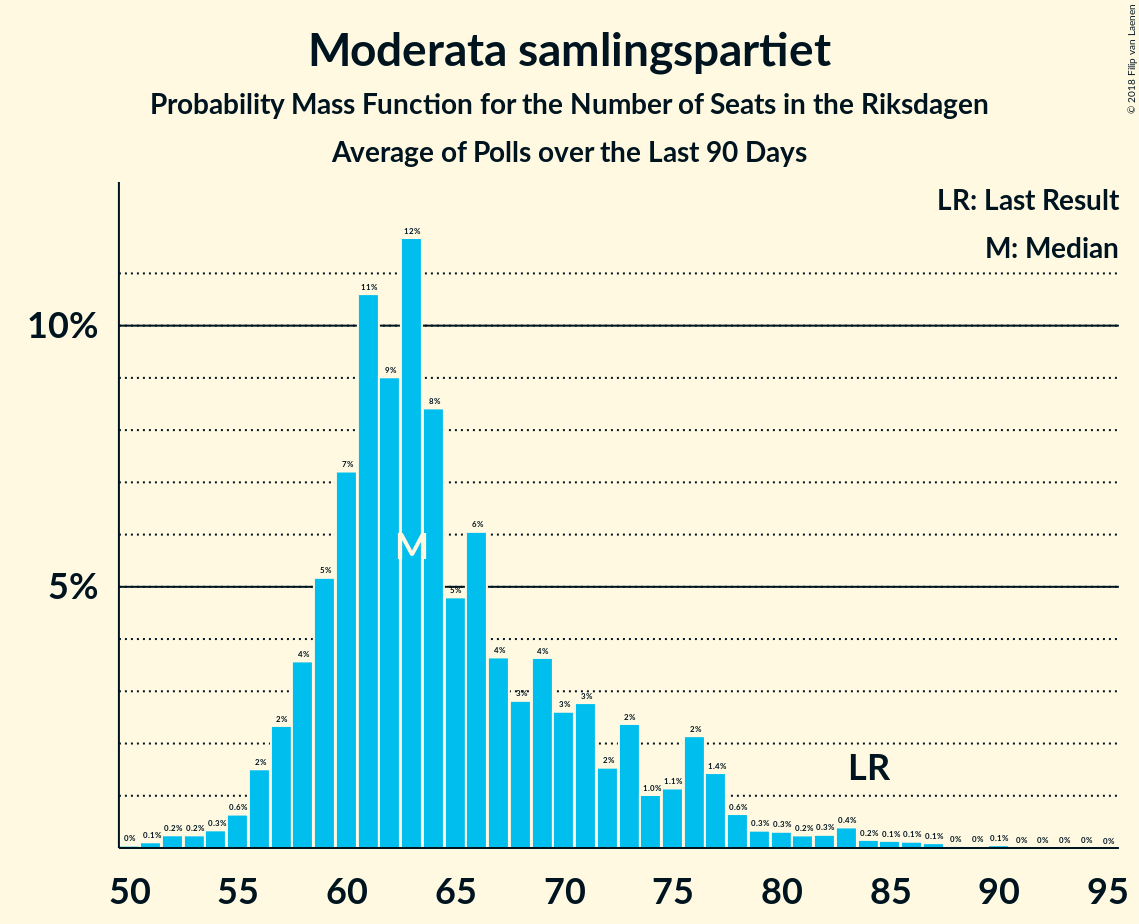 Moderata samlingspartiet
Probability Mass Function for the Number of Seats in the Riksdagen
Average of Polls over the Last 90 Days
© 2018 Filip van Laenen
LR: Last Result
M: Median
10%
5%
0% 0.1% 0.2% 0.2% 0.3% 0.6% 2% 2% 4% 5% 7% 11% 9% 12% 8% 5% 6% 4% 3% 4% 3% 3% 2% 2% 1.0% 1.1% 2% 1.4% 0.6% 0.3% 0.3% 0.2% 0.3% 0.4% 0.2% 0.1% 0.1% 0.1% 0% 0% 0.1% 0% 0% 0% 0% 0%
M
LR
50 55 60 65 70 75 80 85 90 95